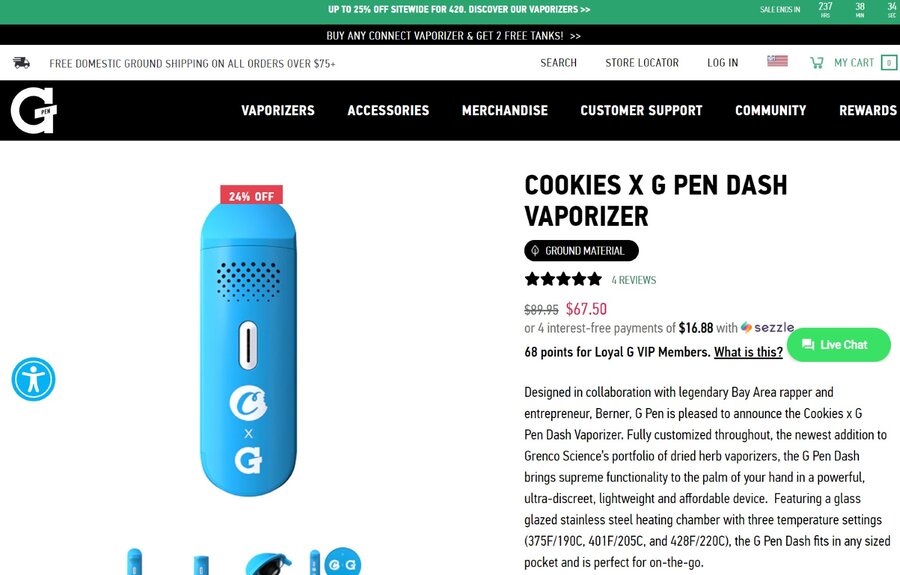 UP TO 25% OFF SITEWIDE FOR 420. DISCOVER OUR VAPORIZERS >>
SALE ENDS IN 237 HRS 38 MIN 34 SEC
BUY ANY CONNECT VAPORIZER & GET 2 FREE TANKS! >>
FREE DOMESTIC GROUND SHIPPING ON ALL ORDERS OVER $75+
SEARCH STORE LOCATOR LOG IN MY CART 0
G PEN
VAPORIZERS ACCESSORIES MERCHANDISE CUSTOMER SUPPORT COMMUNITY REWARDS
24% OFF
C
X
G
COOKIES X G PEN DASH
VAPORIZER
GROUND MATERIAL
4 REVIEWS
$89.95 $67.50
or 4 interest-free payments of $16.88 with sezzle
68 points for Loyal G VIP Members. What is this?
Live Chat
Designed in collaboration with legendary Bay Area rapper and
entrepreneur, Berner, G Pen is pleased to announce the Cookies x G
Pen Dash Vaporizer. Fully customized throughout, the newest addition to
Grenco Science's portfolio of dried herb vaporizers, the G Pen Dash
brings supreme functionality to the palm of your hand in a powerful,
ultra-discreet, lightweight and affordable device. Featuring a glass
glazed stainless steel heating chamber with three temperature settings
(375F/190C, 401F/205C, and 428F/220C), the G Pen Dash fits in any sized
pocket and is perfect for on-the-go.
C G